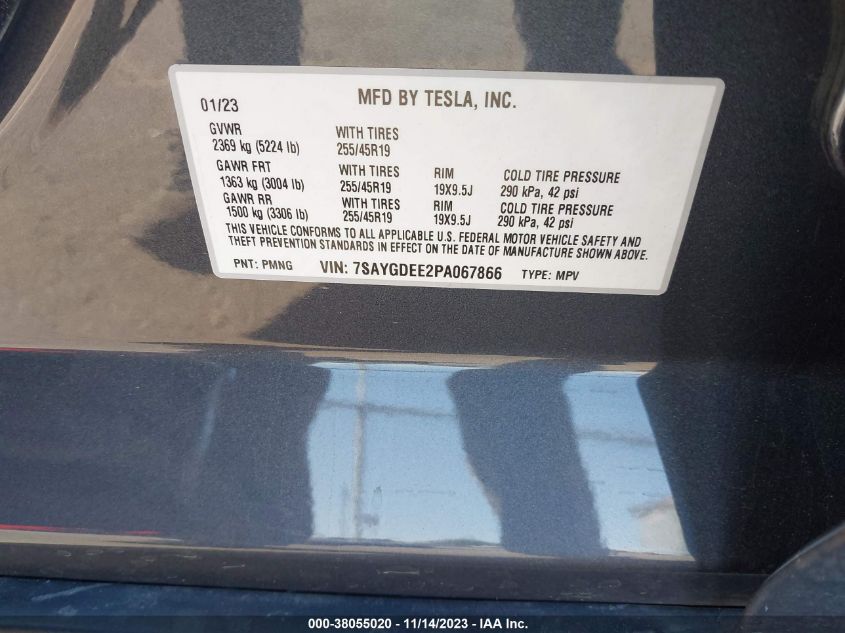 01/23 MFD BY TESLA, INC.
GVWR WITH TIRES
2369 kg (5224 lb) 255/45R19
GAWR FRT WITH TIRES RIM COLD TIRE PRESSURE
1363 kg (3004 lb) 255/45R19 19X9.5J 290 kPa, 42 psi
GAWR RR WITH TIRES RIM COLD TIRE PRESSURE
1500 kg (3306 lb) 255/45R19 19X9.5J 290 kPa, 42 psi
THIS VEHICLE CONFORMS TO ALL APPLICABLE U.S. FEDERAL MOTOR VEHICLE SAFETY AND
THEFT PREVENTION STANDARDS IN EFFECT ON THE DATE OF MANUFACTURE SHOWN ABOVE.
PNT: PMNG VIN: 7SAYGDEE2PA067866 TYPE: MPV
000-38055020 - 11/14/2023 - IAA Inc.